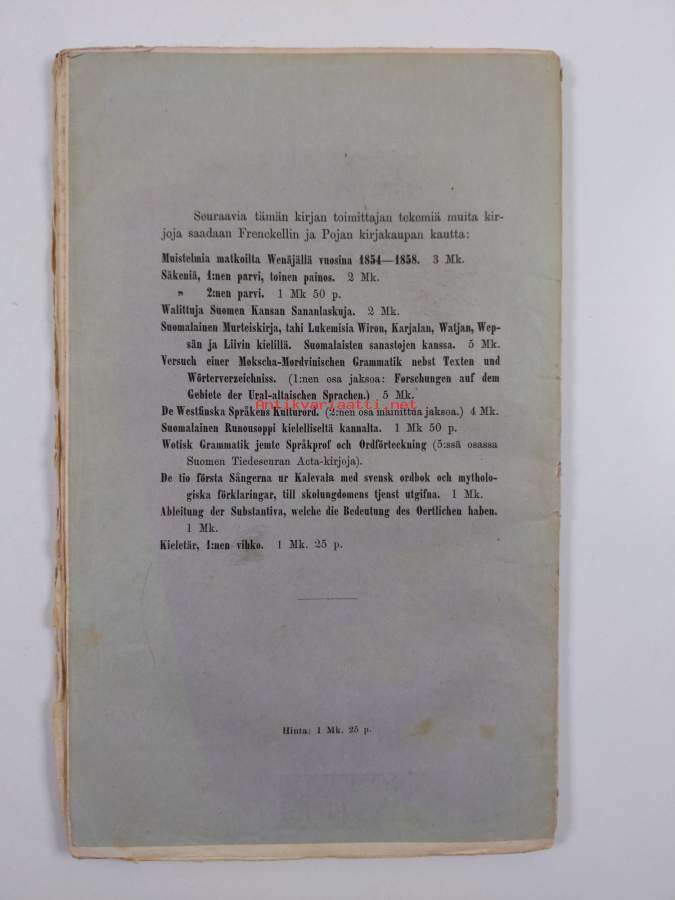 Seuraavia tämän kirjan toimittajan tekemiä muita kir-
joja saadaan Frenckellin ja Pojan kirjakaupan kautta:
Muistelmia matkoilta Wenäjällä vuosina 1854—1858. 3 Mk.
Säkeniä, 1:nen parvi, toinen painos. 2 Mk.
„ 2:nen parvi. 1 Mk 50 p.
Walittuja Suomen Kansan Sananlaskuja. 2 Mk.
Suomalainen Murteiskirja, tahi Lukemisia Wiron, Karjalan, Watjan, Wep-
sän ja Liivin kielillä. Suomalaisten sanastojen kanssa. 5 Mk.
Versuch einer Mokscha-Mordvinischen Grammatik nebst Texten und
Wörterverzeichniss. (1:nen osa jaksoa: Forschungen auf dem
Gebiete der Ural-altaischen Sprachen.) 5 Mk.
Antikvariaatti.net
De Westfinska Språkens Kulturord. (2:nen osa mainittua jaksoa.) 4 Mk.
Suomalainen Runousoppi kielelliseltä kannalta. 1 Mk 50 p.
Wotisk Grammatik jemte Språkprof och Ordförteckning (5:ssä osassa
Suomen Tiedeseuran Acta-kirjoja).
De tio första Sångerna ur Kalevala med svensk ordbok och mytholo-
giska förklaringar, till skolungdomens tjenst utgifna. 1 Mk.
Ableitung der Substantiva, welche die Bedeutung des Oertlichen haben.
1 Mk.
Kieletär, 1:nen vihko. 1 Mk. 25 p.
Hinta: 1 Mk. 25 p.